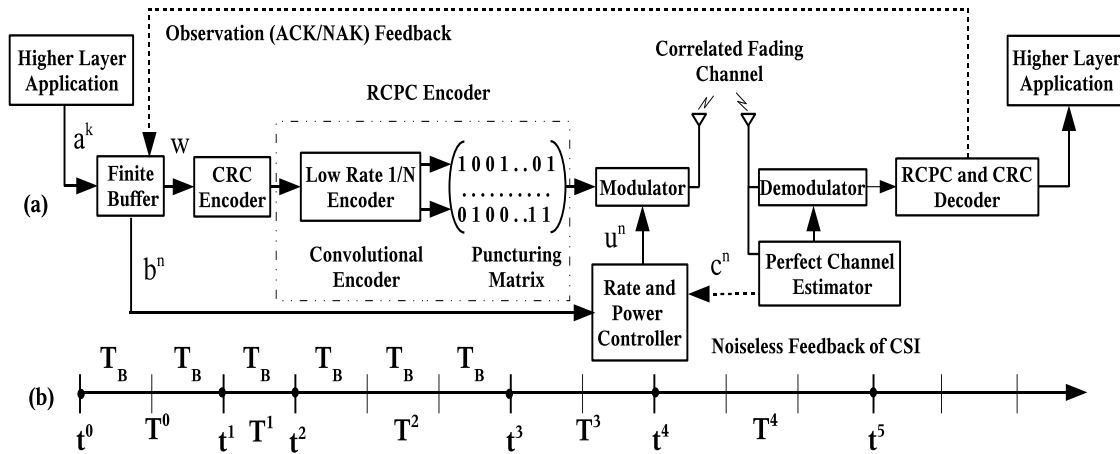 Observation (ACK/NAK) Feedback
Higher Layer
Application
Correlated Fading
Channel
Higher Layer
Application
RCPC Encoder
a^k
w
Finite
Buffer
CRC
Encoder
Low Rate 1/N
Encoder
1 0 0 1 . . 0 1
. . . . . . . . . .
0 1 0 0 . . 1 1
Modulator
Demodulator
RCPC and CRC
Decoder
(a)
b^n
Convolutional
Encoder
Puncturing
Matrix
u^n
c^n
Rate and
Power
Controller
Perfect Channel
Estimator
Noiseless Feedback of CSI
T_B T_B T_B T_B T_B T_B
(b)
t^0 T^0 t^1 T^1 t^2 T^2 t^3 T^3 t^4 T^4 t^5